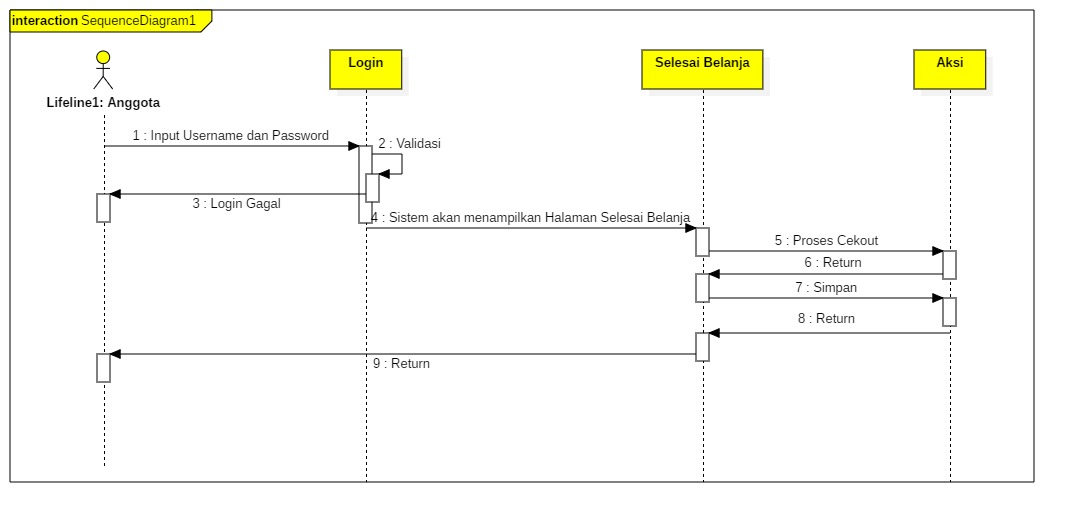 interaction SequenceDiagram1
Login
Selesai Belanja
Aksi
Lifeline1: Anggota
1 : Input Username dan Password
2 : Validasi
3 : Login Gagal
4 : Sistem akan menampilkan Halaman Selesai Belanja
5 : Proses Cekout
6 : Return
7 : Simpan
8 : Return
9 : Return